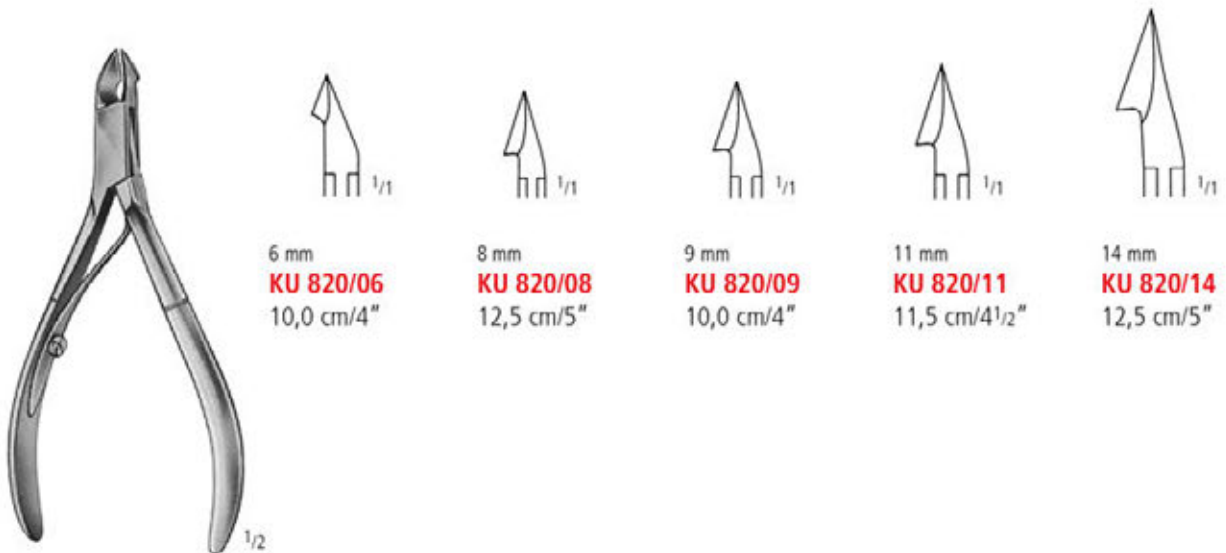 1/1
1/1
1/1
1/1
1/1
6 mm
KU 820/06
10,0 cm/4″
8 mm
KU 820/08
12,5 cm/5″
9 mm
KU 820/09
10,0 cm/4″
11 mm
KU 820/11
11,5 cm/4 1/2″
14 mm
KU 820/14
12,5 cm/5″
1/2